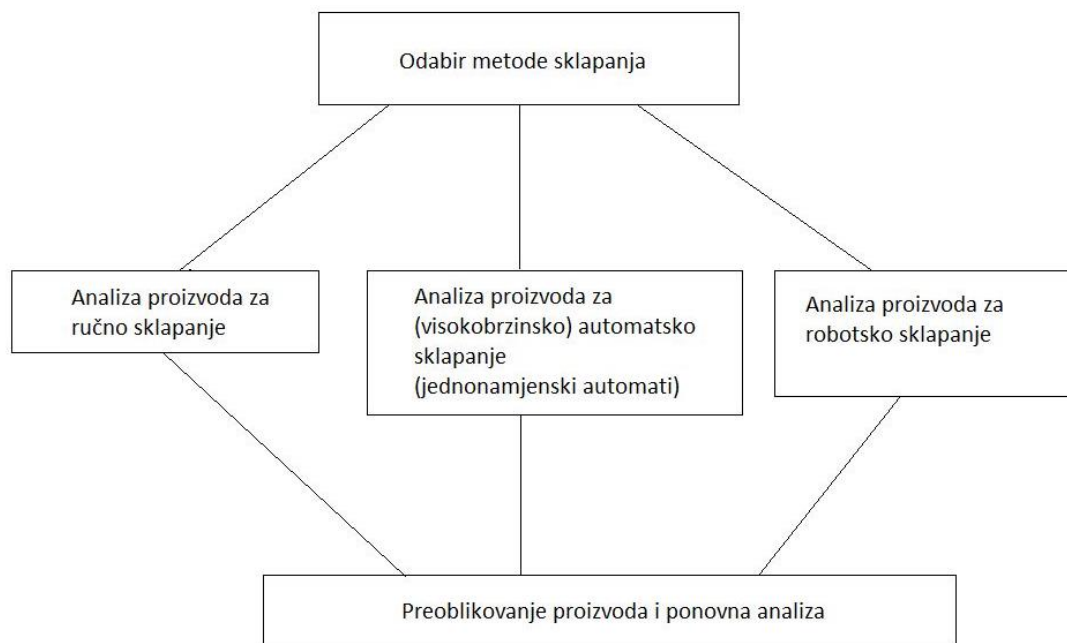 Odabir metode sklapanja
Analiza proizvoda za
ručno sklapanje
Analiza proizvoda za
(visokobrzinsko) automatsko
sklapanje
(jednonamjenski automati)
Analiza proizvoda za
robotsko sklapanje
Preoblikovanje proizvoda i ponovna analiza